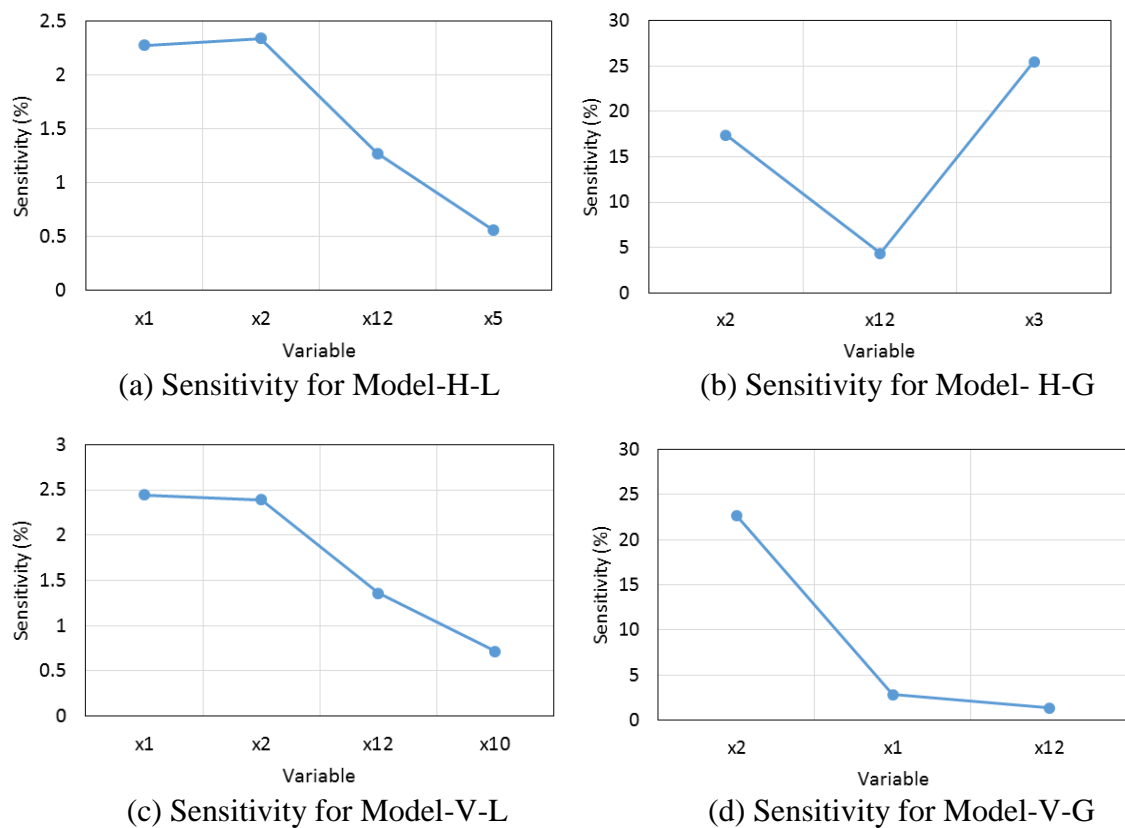 2.5
2
1.5
1
0.5
0
Sensitivity (%)
x1 x2 x12 x5
Variable
(a) Sensitivity for Model-H-L
30
25
20
15
10
5
0
Sensitivity (%)
x2 x12 x3
Variable
(b) Sensitivity for Model- H-G
3
2.5
2
1.5
1
0.5
0
Sensitivity (%)
x1 x2 x12 x10
Variable
(c) Sensitivity for Model-V-L
30
25
20
15
10
5
0
Sensitivity (%)
x2 x1 x12
Variable
(d) Sensitivity for Model-V-G